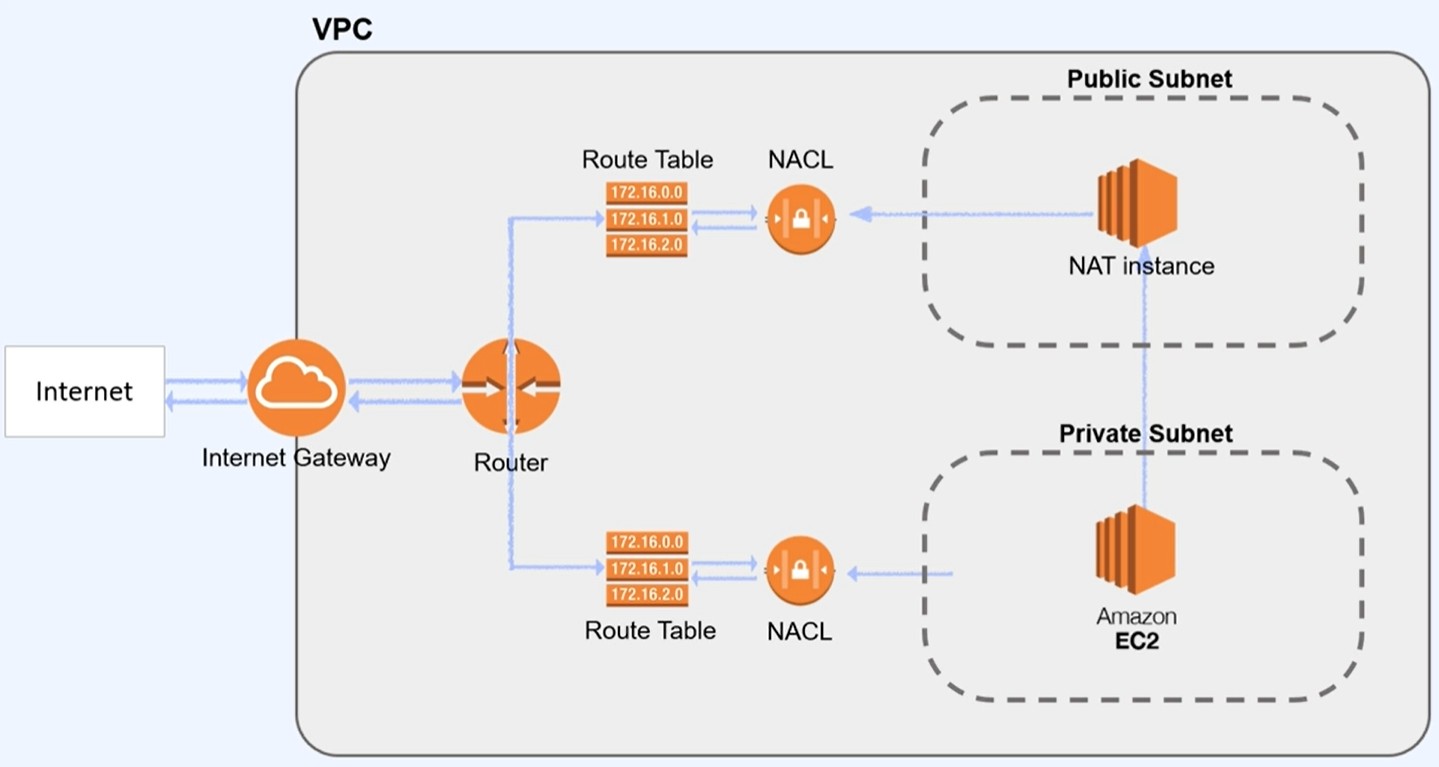 VPC
Public Subnet
Route Table
NACL
172.16.0.0
172.16.1.0
172.16.2.0
NAT instance
Internet
Internet Gateway
Router
Private Subnet
172.16.0.0
172.16.1.0
172.16.2.0
Route Table
NACL
Amazon
EC2